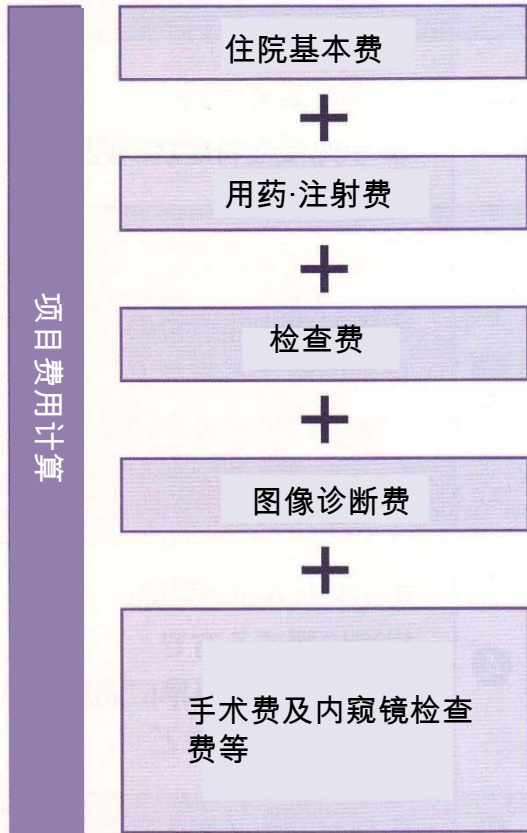 项目费用计算
住院基本费
+
用药·注射费
+
检查费
+
图像诊断费
+
手术费及内窥镜检查
费等